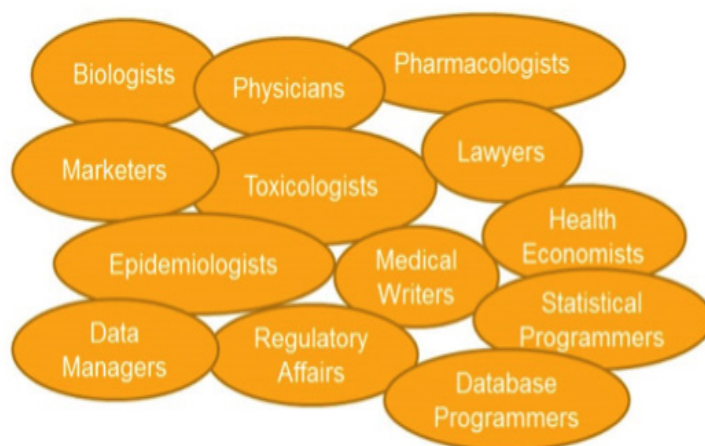 Biologists
Physicians
Pharmacologists
Marketers
Toxicologists
Lawyers
Epidemiologists
Medical
Writers
Health
Economists
Data
Managers
Regulatory
Affairs
Statistical
Programmers
Database
Programmers